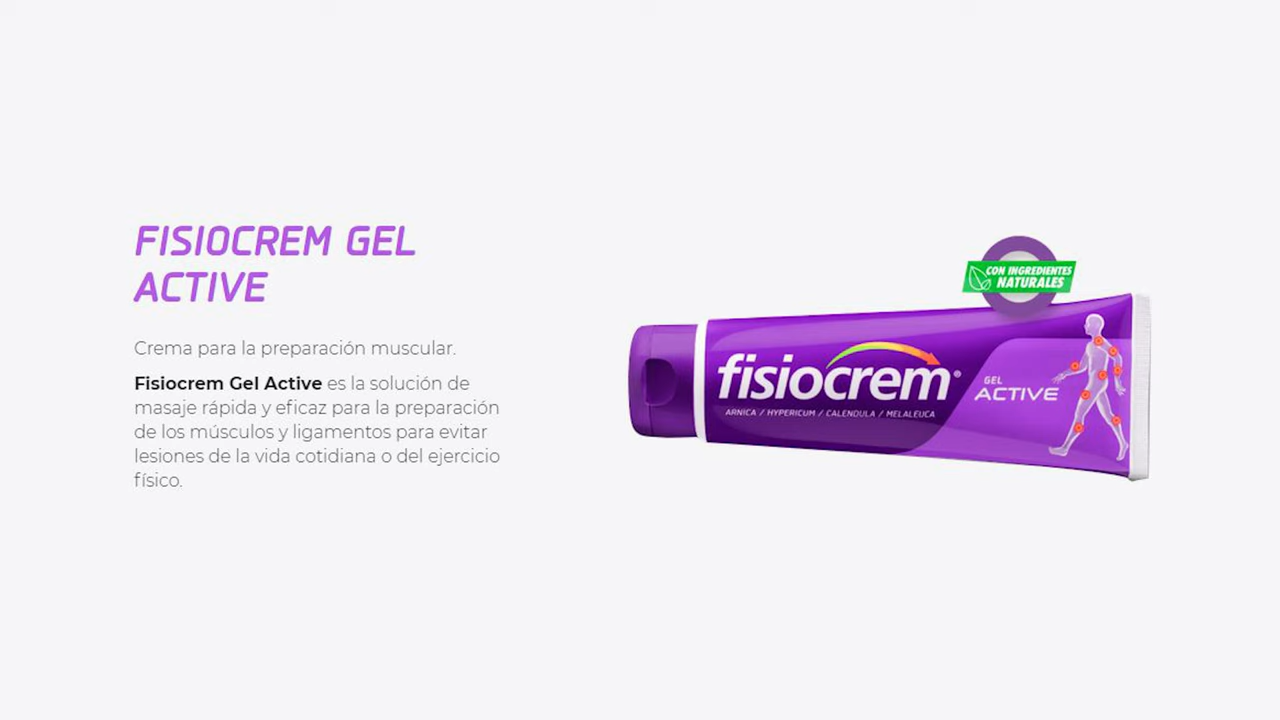 FISIOCREM GEL
ACTIVE
Crema para la preparación muscular.
Fisiocrem Gel Active es la solución de
masaje rápida y eficaz para la preparación
de los músculos y ligamentos para evitar
lesiones de la vida cotidiana o del ejercicio
físico.
CON INGREDIENTES
NATURALES
fisiocrem®
ARNICA / HYPERICUM / CALENDULA / MELALEUCA
GEL
ACTIVE